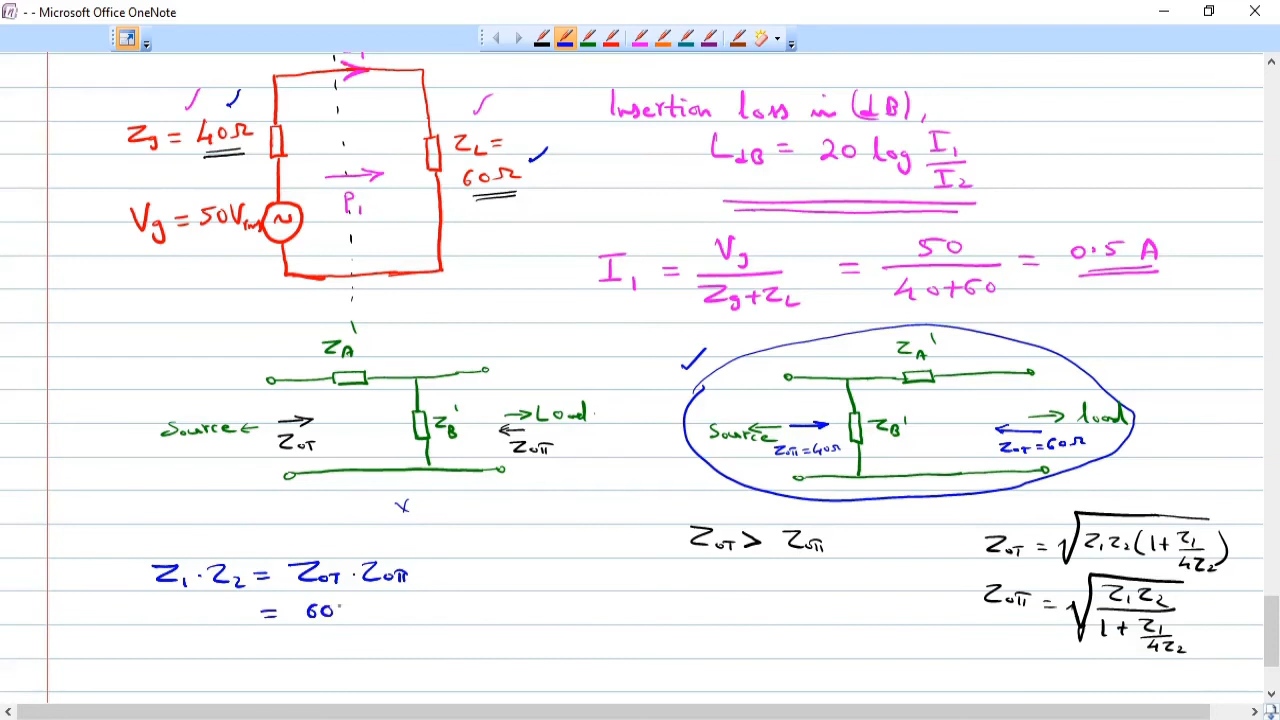 - - Microsoft Office OneNote
Zg = 40Ω
ZL =
60Ω
P1
Vg = 50Vrms
Insertion loss in (dB),
LdB = 20 log I1/I2
I1 = Vg/(Zg+ZL) = 50/(40+60) = 0.5 A
ZA'
Source
ZOT
ZB'
Load
ZOπ
x
ZA'
Source
ZOπ=40Ω
ZB'
load
ZOT=60Ω
ZOT > ZOπ
ZOT = √(Z1Z2(1+Z1/4Z2))
ZOπ = √(Z1Z2/(1+Z1/4Z2))
Z1·Z2 = ZOT·ZOπ
= 60